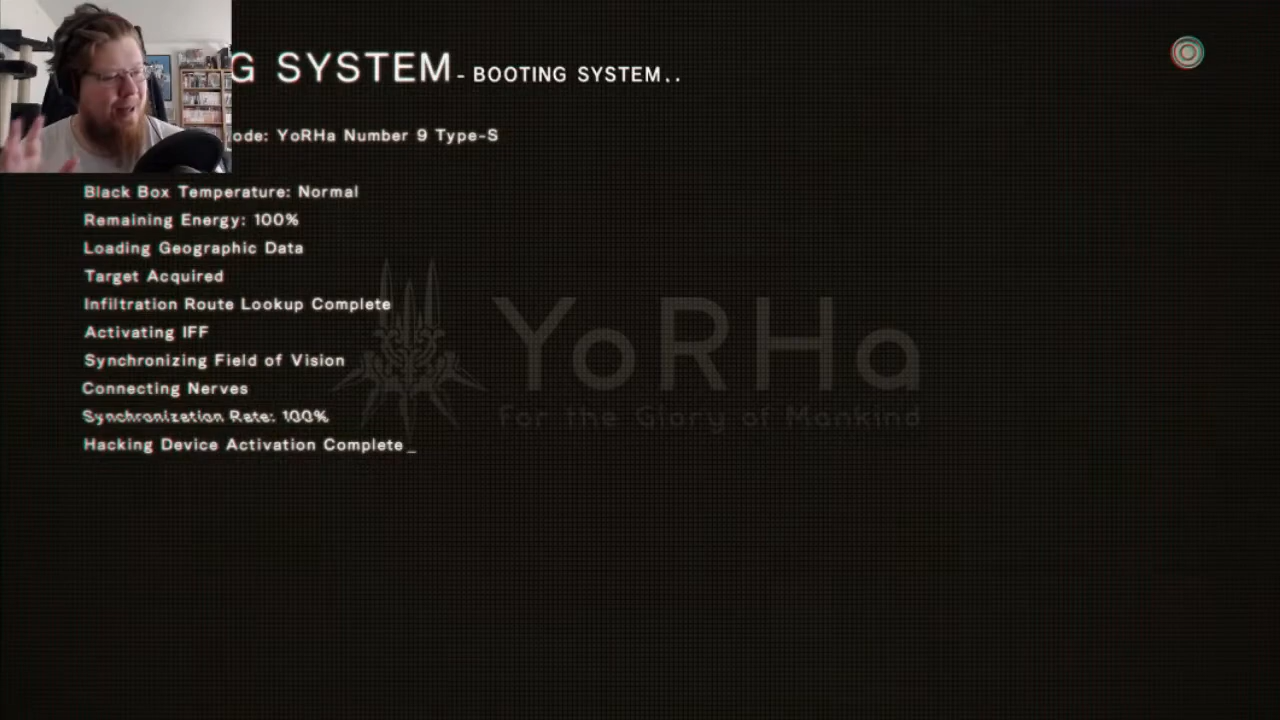 G SYSTEM - BOOTING SYSTEM..
ode: YoRHa Number 9 Type-S
Black Box Temperature: Normal
Remaining Energy: 100%
Loading Geographic Data
Target Acquired
Infiltration Route Lookup Complete
Activating IFF
Synchronizing Field of Vision
Connecting Nerves
Synchronization Rate: 100%
Hacking Device Activation Complete _
YoRHa
For the Glory of Mankind